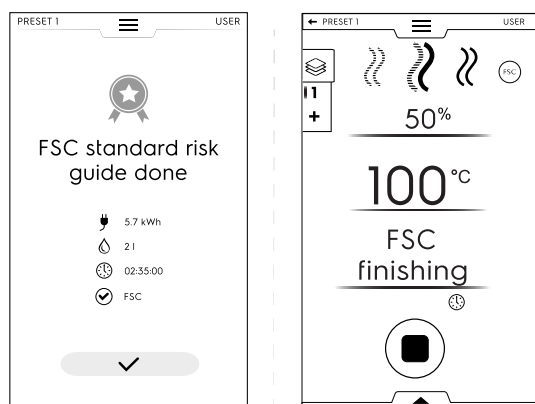 PRESET 1
USER
FSC standard risk
guide done
5.7 kWh
2 l
02:35:00
FSC
PRESET 1
USER
FSC
1
+
50%
100°C
FSC
finishing